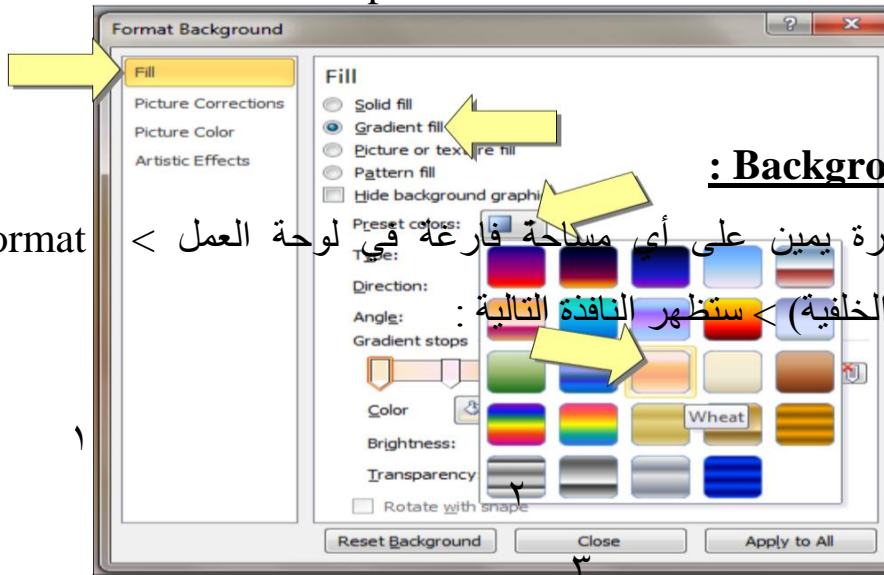 Format Background
Fill
Picture Corrections
Picture Color
Artistic Effects
Fill
Solid fill
Gradient fill
Picture or texture fill
Pattern fill
Hide background graphi
: Backgro
Preset colors:
رة يمين على أي مساحة فارغة في لوحة العمل > ormat
Type:
Direction:
الخلفية) > ستظهر النافذة التالية :
Angle:
Gradient stops
Color
Wheat
Brightness:
١
Transparency
٢
Rotate with shape
Reset Background
Close
Apply to All
٣